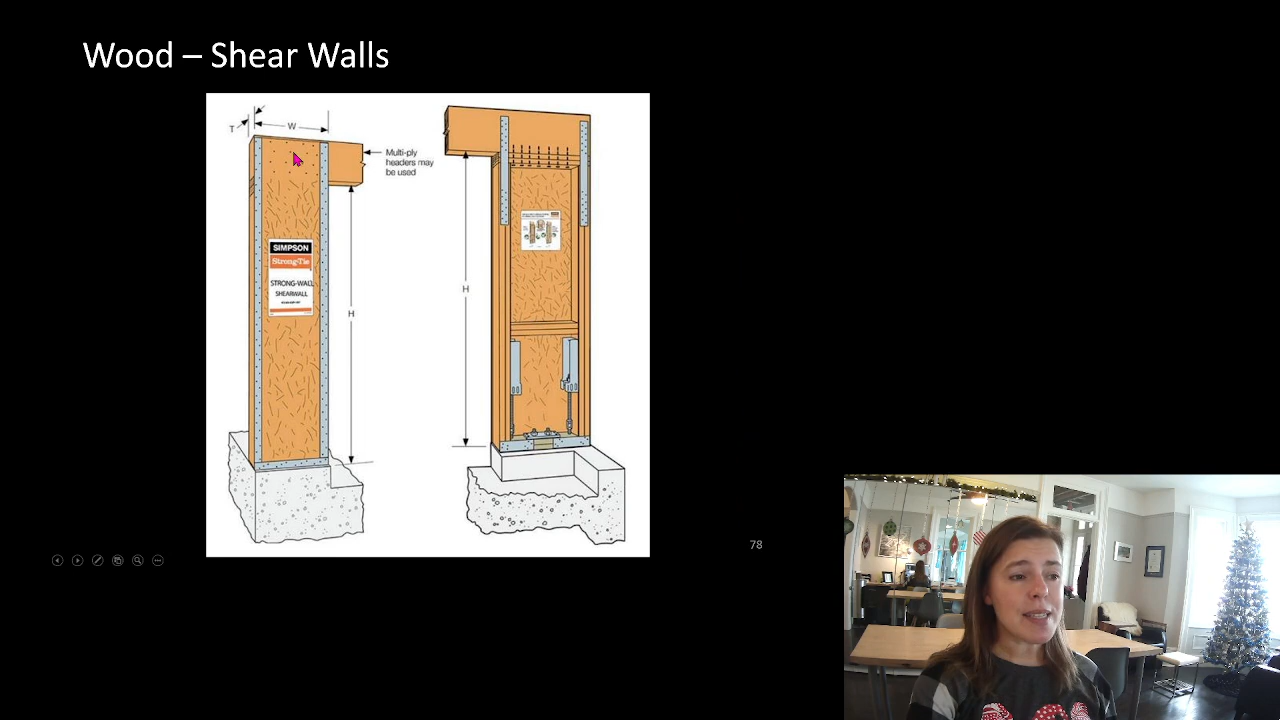 Wood – Shear Walls
T
W
Multi-ply
headers may
be used
H
H
SIMPSON
Strong-Tie
STRONG-WALL
SHEARWALL
78